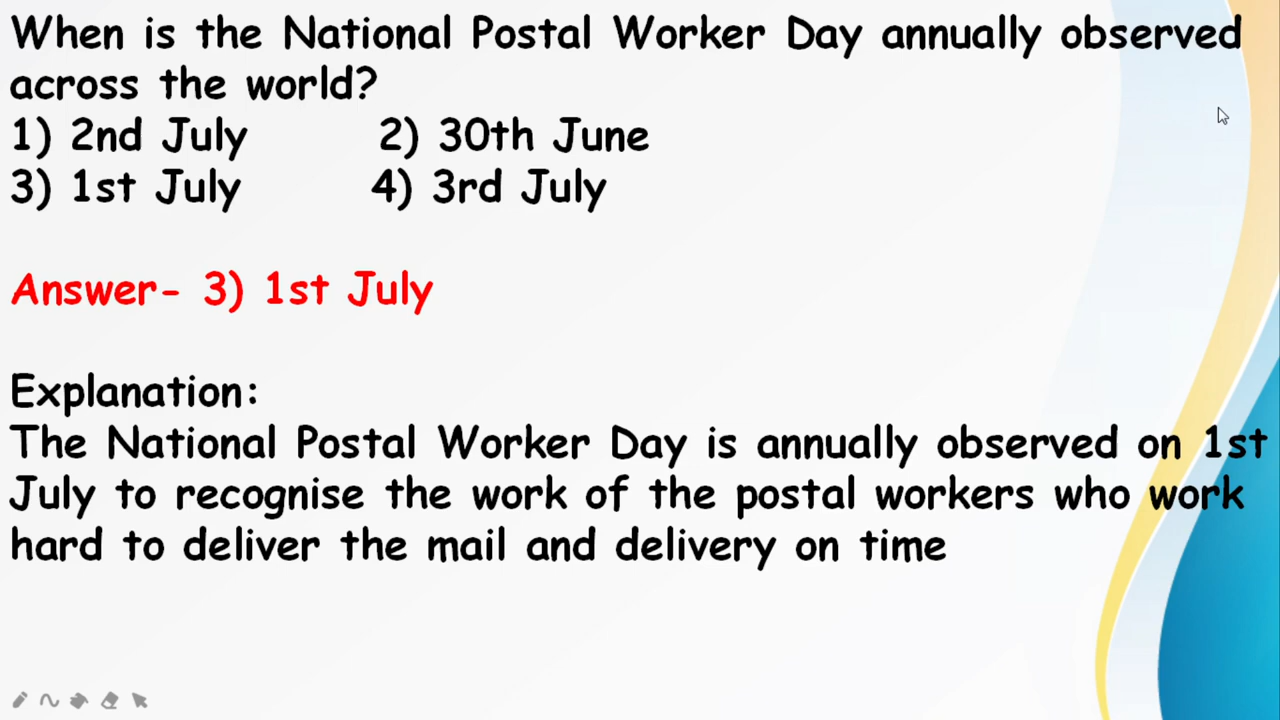 When is the National Postal Worker Day annually observed
across the world?
1) 2nd July 2) 30th June
3) 1st July 4) 3rd July
Answer- 3) 1st July
Explanation:
The National Postal Worker Day is annually observed on 1st
July to recognise the work of the postal workers who work
hard to deliver the mail and delivery on time